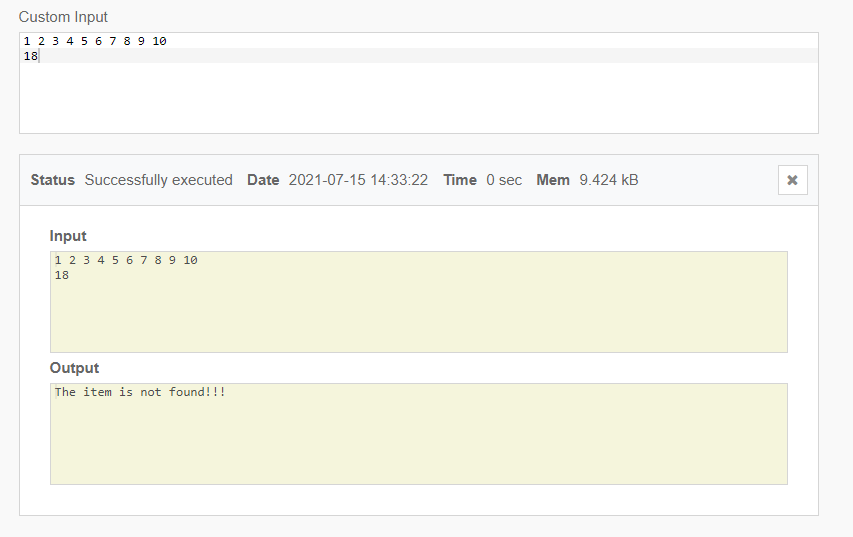 Custom Input
1 2 3 4 5 6 7 8 9 10
18
Status Successfully executed Date 2021-07-15 14:33:22 Time 0 sec Mem 9.424 kB
Input
1 2 3 4 5 6 7 8 9 10
18
Output
The item is not found!!!